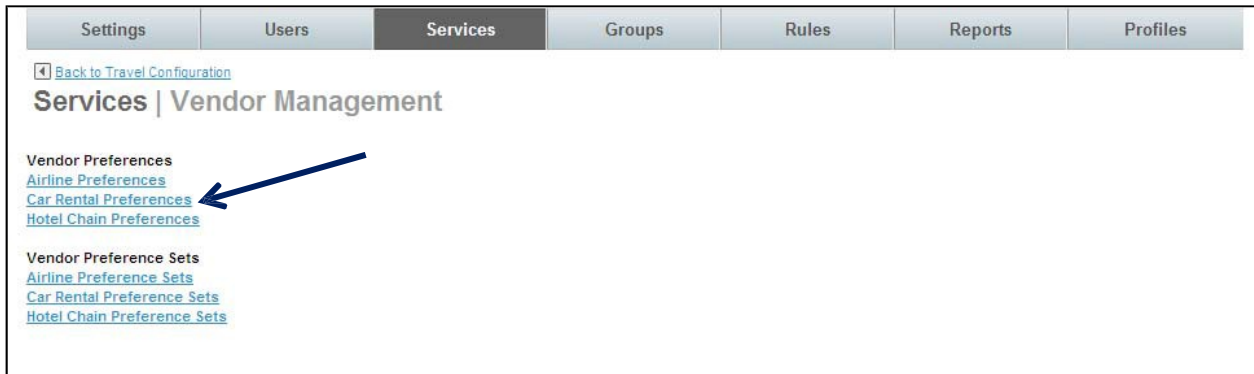 Settings Users Services Groups Rules Reports Profiles
Back to Travel Configuration
Services | Vendor Management
Vendor Preferences
Airline Preferences
Car Rental Preferences
Hotel Chain Preferences
Vendor Preference Sets
Airline Preference Sets
Car Rental Preference Sets
Hotel Chain Preference Sets